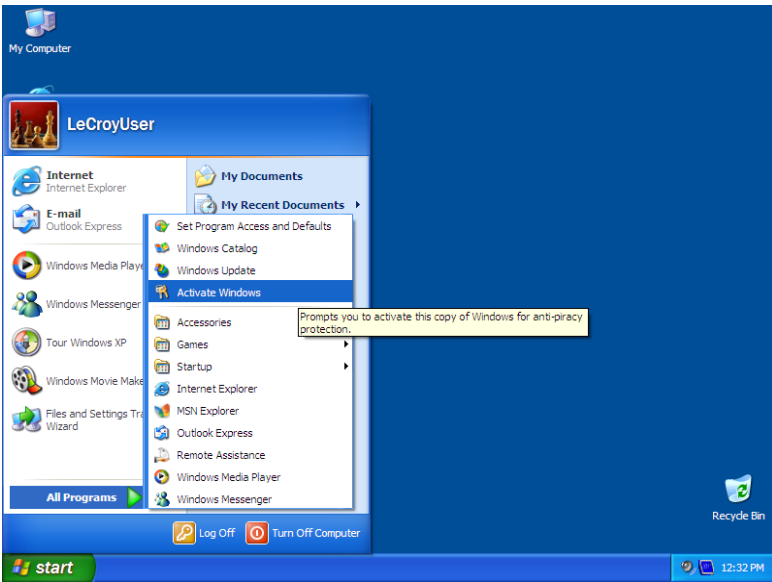 My Computer
LeCroyUser
Internet
Internet Explorer
E-mail
Outlook Express
Windows Media Playe
Windows Messenger
Tour Windows XP
Windows Movie Make
Files and Settings Tra
Wizard
All Programs
My Documents
My Recent Documents
Set Program Access and Defaults
Windows Catalog
Windows Update
Activate Windows
Prompts you to activate this copy of Windows for anti-piracy
protection.
Accessories
Games
Startup
Internet Explorer
MSN Explorer
Outlook Express
Remote Assistance
Windows Media Player
Windows Messenger
Log Off
Turn Off Computer
Recycle Bin
start
12:32 PM